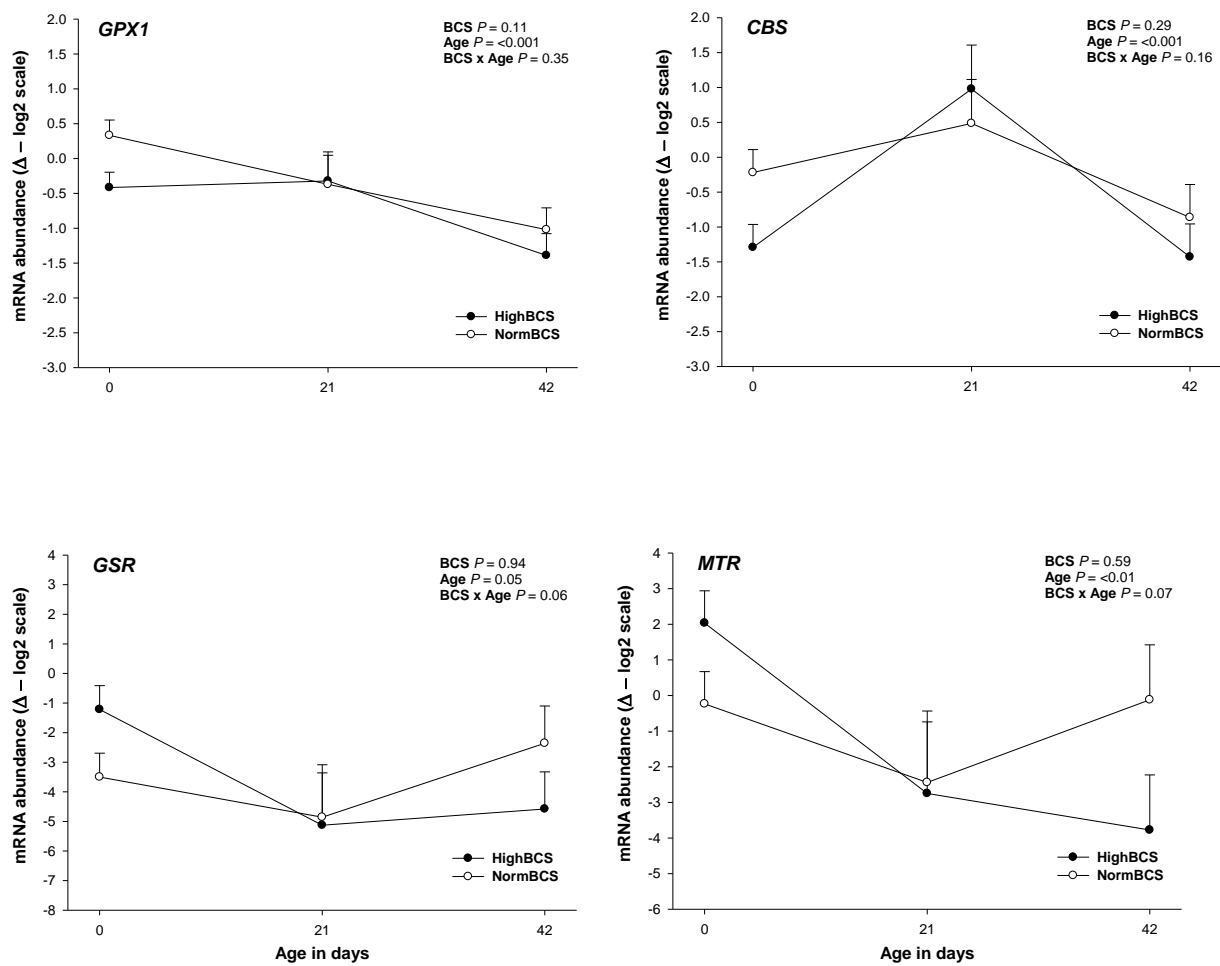 GPX1
BCS P = 0.11
Age P = <0.001
BCS x Age P = 0.35
mRNA abundance (Δ – log2 scale)
2.0
1.5
1.0
0.5
0.0
-0.5
-1.0
-1.5
-2.0
-2.5
-3.0
HighBCS
NormBCS
0 21 42
CBS
BCS P = 0.29
Age P = <0.001
BCS x Age P = 0.16
mRNA abundance (Δ – log2 scale)
2.0
1.5
1.0
0.5
0.0
-0.5
-1.0
-1.5
-2.0
-2.5
-3.0
HighBCS
NormBCS
0 21 42
GSR
BCS P = 0.94
Age P = 0.05
BCS x Age P = 0.06
mRNA abundance (Δ – log2 scale)
4
3
2
1
0
-1
-2
-3
-4
-5
-6
-7
-8
HighBCS
NormBCS
0 21 42
Age in days
MTR
BCS P = 0.59
Age P = <0.01
BCS x Age P = 0.07
mRNA abundance (Δ – log2 scale)
4
3
2
1
0
-1
-2
-3
-4
-5
-6
HighBCS
NormBCS
0 21 42
Age in days